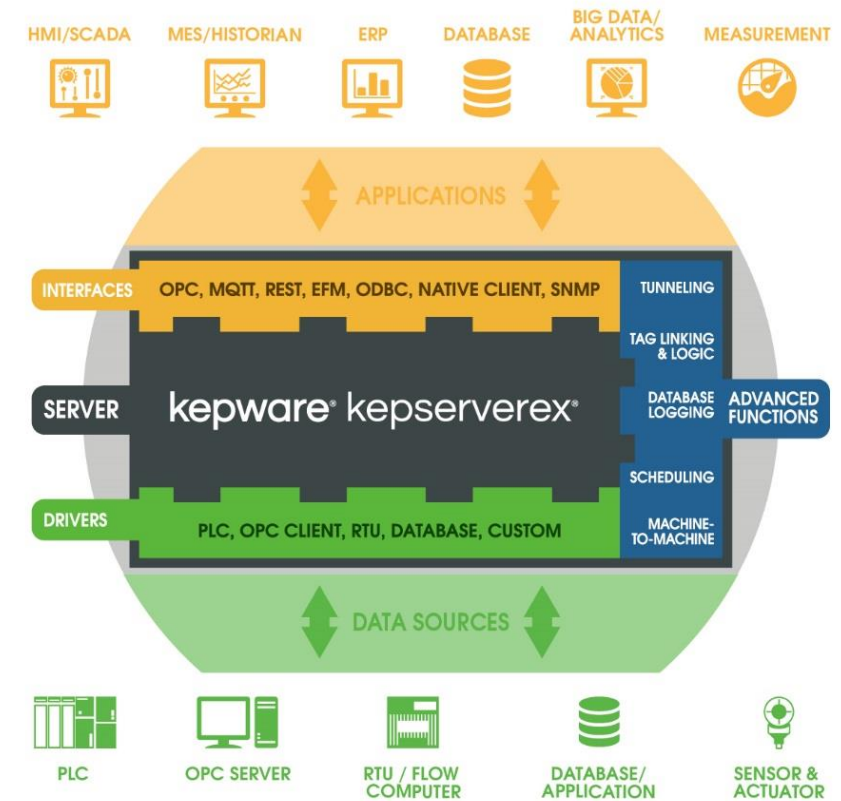 HMI/SCADA
MES/HISTORIAN
ERP
DATABASE
BIG DATA/
ANALYTICS
MEASUREMENT
APPLICATIONS
INTERFACES
OPC, MQTT, REST, EFM, ODBC, NATIVE CLIENT, SNMP
TUNNELING
TAG LINKING
& LOGIC
SERVER
kepware® kepserverex®
DATABASE
LOGGING
ADVANCED
FUNCTIONS
SCHEDULING
DRIVERS
PLC, OPC CLIENT, RTU, DATABASE, CUSTOM
MACHINE-
TO-MACHINE
DATA SOURCES
PLC
OPC SERVER
RTU / FLOW
COMPUTER
DATABASE/
APPLICATION
SENSOR &
ACTUATOR